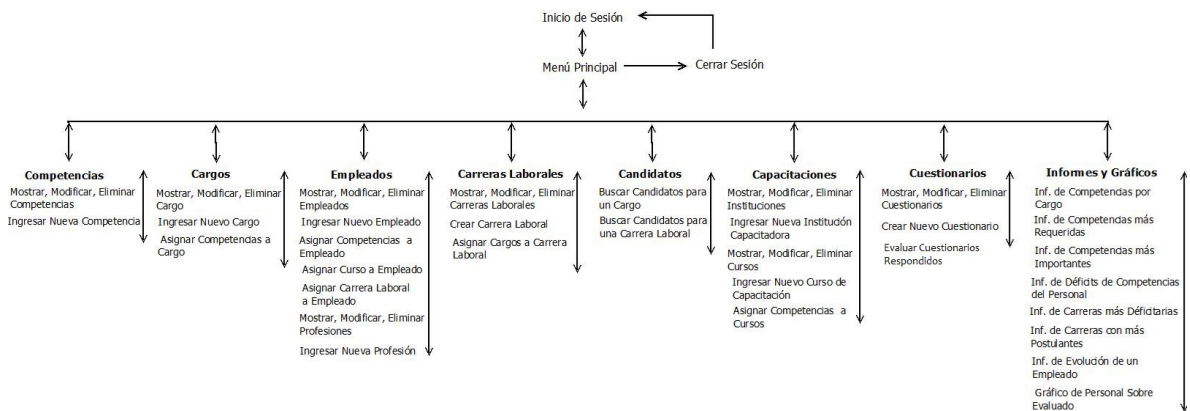 Inicio de Sesión
Menú Principal
Cerrar Sesión
Competencias
Mostrar, Modificar, Eliminar
Competencias
Ingresar Nueva Competencia
Cargos
Mostrar, Modificar, Eliminar
Cargo
Ingresar Nuevo Cargo
Asignar Competencias a
Cargo
Empleados
Mostrar, Modificar, Eliminar
Empleados
Ingresar Nuevo Empleado
Asignar Competencias a
Empleado
Asignar Curso a Empleado
Asignar Carrera Laboral
a Empleado
Mostrar, Modificar, Eliminar
Profesiones
Ingresar Nueva Profesión
Carreras Laborales
Mostrar, Modificar, Eliminar
Carreras Laborales
Crear Carrera Laboral
Asignar Cargos a Carrera
Laboral
Candidatos
Buscar Candidatos para
un Cargo
Buscar Candidatos para
una Carrera Laboral
Capacitaciones
Mostrar, Modificar, Eliminar
Instituciones
Ingresar Nueva Institución
Capacitadora
Mostrar, Modificar, Eliminar
Cursos
Ingresar Nuevo Curso de
Capacitación
Asignar Competencias a
Cursos
Cuestionarios
Mostrar, Modificar, Eliminar
Cuestionarios
Crear Nuevo Cuestionario
Evaluar Cuestionarios
Respondidos
Informes y Gráficos
Inf. de Competencias por
Cargo
Inf. de Competencias más
Requeridas
Inf. de Competencias más
Importantes
Inf. de Déficits de Competencias
del Personal
Inf. de Carreras más Déficitarias
Inf. de Carreras con más
Postulantes
Inf. de Evolución de un
Empleado
Gráfico de Personal Sobre
Evaluado